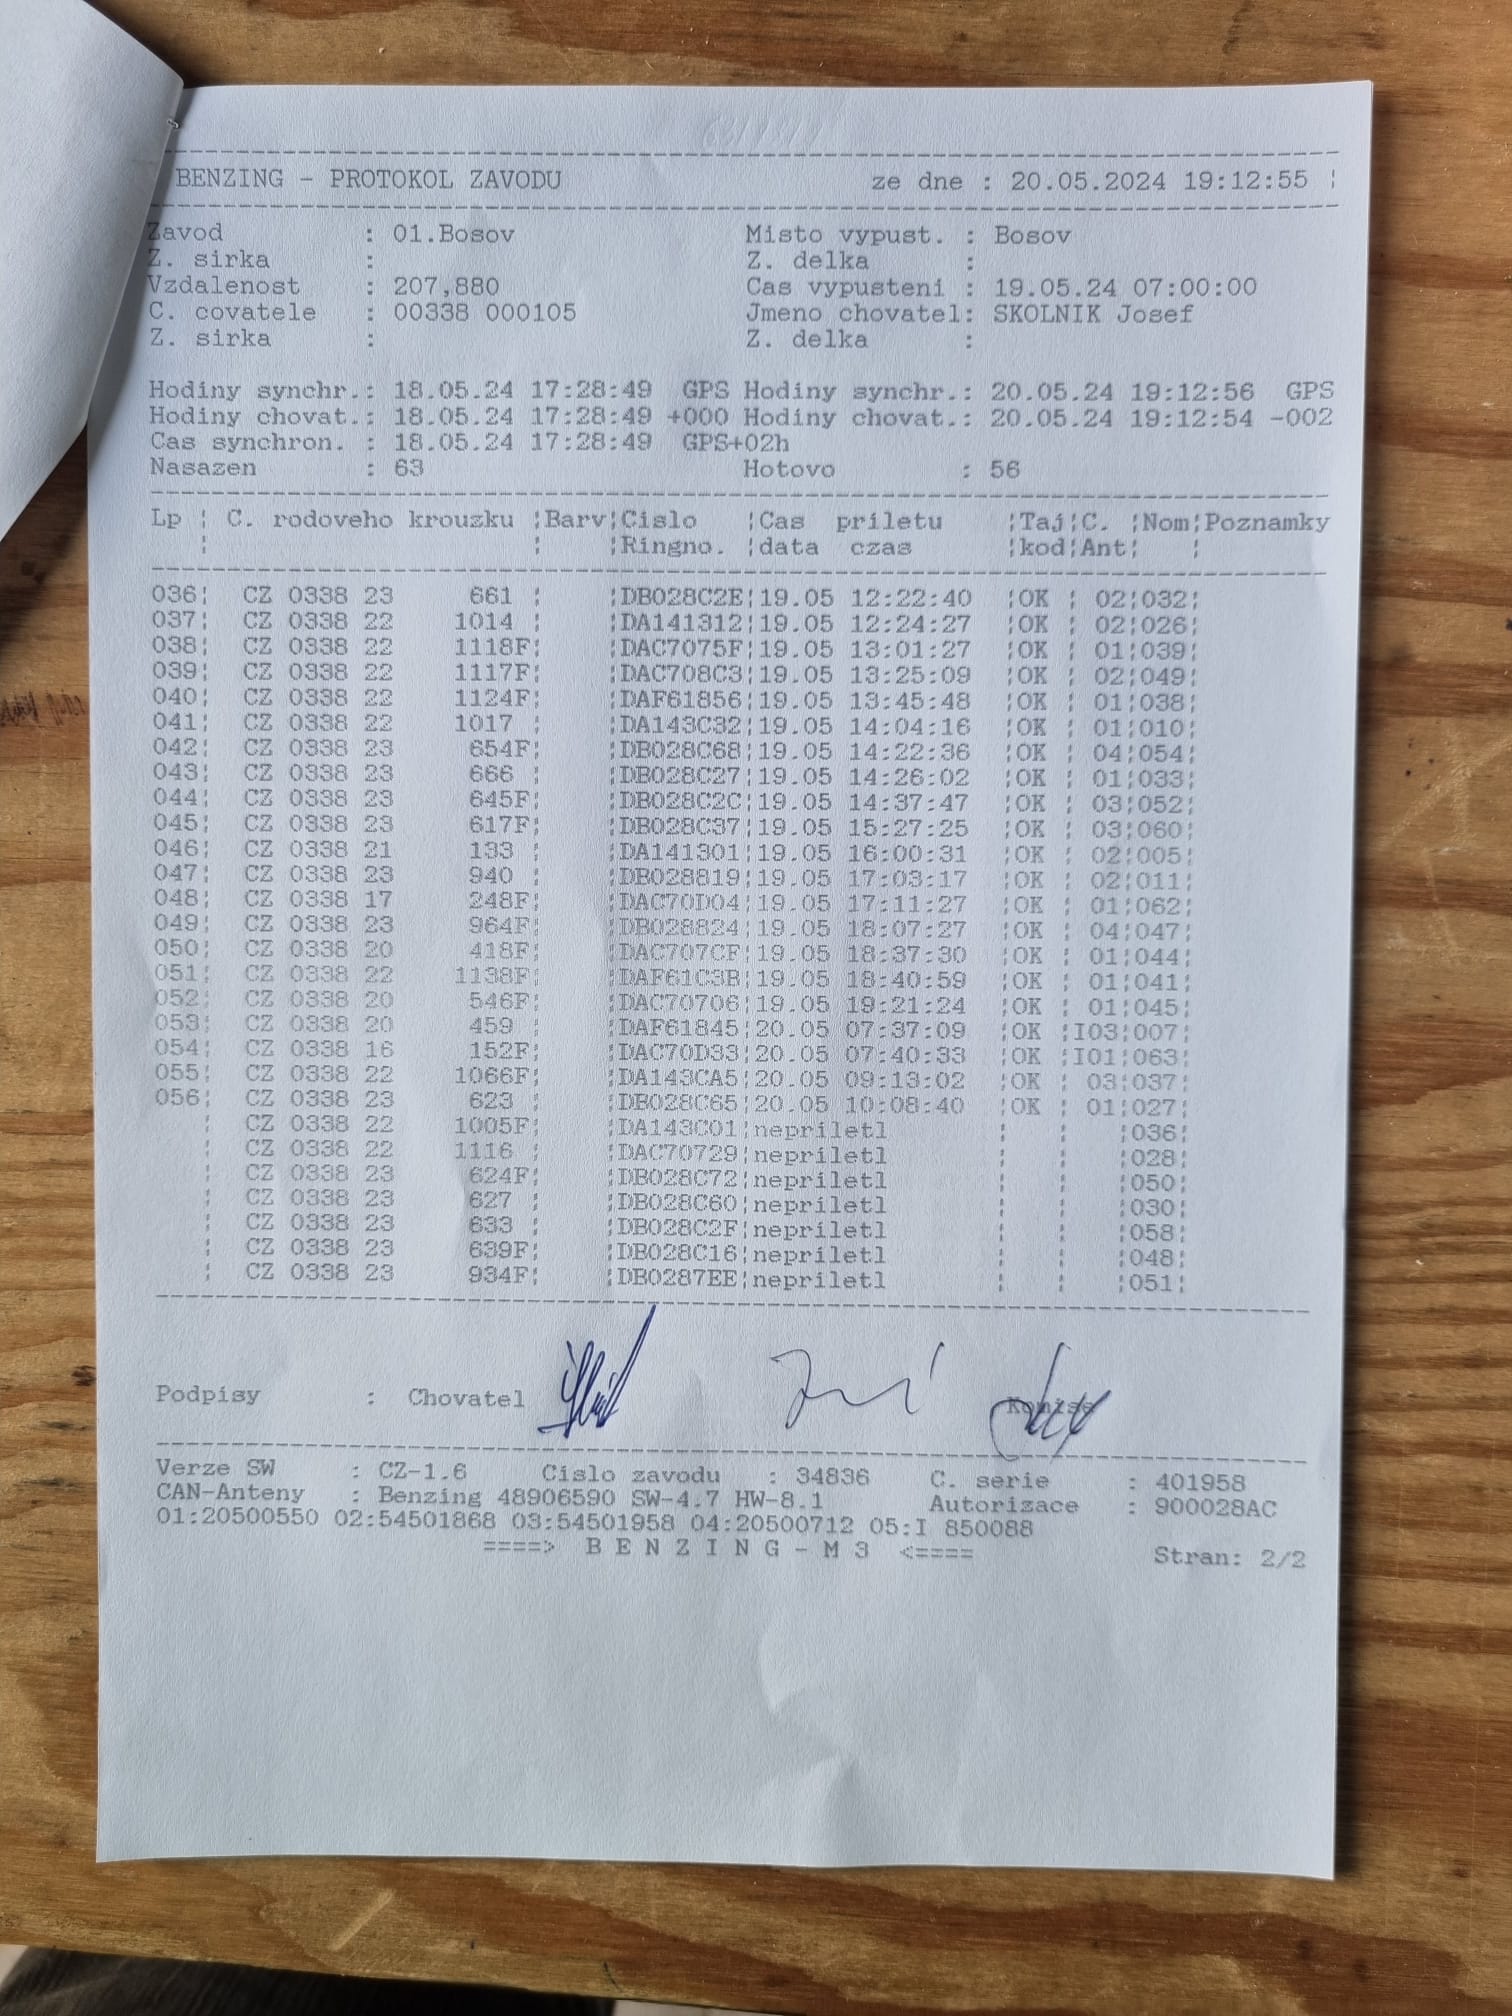 BENZING - PROTOKOL ZAVODU ze dne : 20.05.2024 19:12:55 ¦
Zavod : 01.Bosov Misto vypust. : Bosov
Z. sirka : Z. delka :
Vzdalenost : 207,880 Cas vypusteni : 19.05.24 07:00:00
C. covatele : 00338 000105 Jmeno chovatel: SKOLNIK Josef
Z. sirka : Z. delka :
Hodiny synchr.: 18.05.24 17:28:49 GPS Hodiny synchr.: 20.05.24 19:12:56 GPS
Hodiny chovat.: 18.05.24 17:28:49 +000 Hodiny chovat.: 20.05.24 19:12:54 -002
Cas synchron. : 18.05.24 17:28:49 GPS+02h
Nasazen : 63 Hotovo : 56
Lp ¦ C. rodoveho krouzku ¦Barv¦Cislo ¦Cas priletu ¦Taj¦C. ¦Nom¦Poznamky
¦ ¦ ¦Ringno. ¦data czas ¦kod¦Ant¦ ¦
036¦ CZ 0338 23 661 ¦ ¦DB028C2E¦19.05 12:22:40 ¦OK ¦ 02¦032¦
037¦ CZ 0338 22 1014 ¦ ¦DA141312¦19.05 12:24:27 ¦OK ¦ 02¦026¦
038¦ CZ 0338 22 1118F¦ ¦DAC7075F¦19.05 13:01:27 ¦OK ¦ 01¦039¦
039¦ CZ 0338 22 1117F¦ ¦DAC708C3¦19.05 13:25:09 ¦OK ¦ 02¦049¦
040¦ CZ 0338 22 1124F¦ ¦DAF61856¦19.05 13:45:48 ¦OK ¦ 01¦038¦
041¦ CZ 0338 22 1017 ¦ ¦DA143C32¦19.05 14:04:16 ¦OK ¦ 01¦010¦
042¦ CZ 0338 23 654F¦ ¦DB028C68¦19.05 14:22:36 ¦OK ¦ 04¦054¦
043¦ CZ 0338 23 666 ¦ ¦DB028C27¦19.05 14:26:02 ¦OK ¦ 01¦033¦
044¦ CZ 0338 23 645F¦ ¦DB028C2C¦19.05 14:37:47 ¦OK ¦ 03¦052¦
045¦ CZ 0338 23 617F¦ ¦DB028C37¦19.05 15:27:25 ¦OK ¦ 03¦060¦
046¦ CZ 0338 21 133 ¦ ¦DA141301¦19.05 16:00:31 ¦OK ¦ 02¦005¦
047¦ CZ 0338 23 940 ¦ ¦DB028819¦19.05 17:03:17 ¦OK ¦ 02¦011¦
048¦ CZ 0338 17 248F¦ ¦DAC70D04¦19.05 17:11:27 ¦OK ¦ 01¦062¦
049¦ CZ 0338 23 964F¦ ¦DB028824¦19.05 18:07:27 ¦OK ¦ 04¦047¦
050¦ CZ 0338 20 418F¦ ¦DAC707CF¦19.05 18:37:30 ¦OK ¦ 01¦044¦
051¦ CZ 0338 22 1138F¦ ¦DAF61C3B¦19.05 18:40:59 ¦OK ¦ 01¦041¦
052¦ CZ 0338 20 546F¦ ¦DAC70706¦19.05 19:21:24 ¦OK ¦ 01¦045¦
053¦ CZ 0338 20 459 ¦ ¦DAF61845¦20.05 07:37:09 ¦OK ¦I03¦007¦
054¦ CZ 0338 16 152F¦ ¦DAC70D33¦20.05 07:40:33 ¦OK ¦I01¦063¦
055¦ CZ 0338 22 1066F¦ ¦DA143CA5¦20.05 09:13:02 ¦OK ¦ 03¦037¦
056¦ CZ 0338 23 623 ¦ ¦DB028C65¦20.05 10:08:40 ¦OK ¦ 01¦027¦
¦ CZ 0338 22 1005F¦ ¦DA143C01¦nepriletl ¦ ¦ ¦036¦
¦ CZ 0338 22 1116 ¦ ¦DAC70729¦nepriletl ¦ ¦ ¦028¦
¦ CZ 0338 23 624F¦ ¦DB028C72¦nepriletl ¦ ¦ ¦050¦
¦ CZ 0338 23 627 ¦ ¦DB028C60¦nepriletl ¦ ¦ ¦030¦
¦ CZ 0338 23 633 ¦ ¦DB028C2F¦nepriletl ¦ ¦ ¦058¦
¦ CZ 0338 23 639F¦ ¦DB028C16¦nepriletl ¦ ¦ ¦048¦
¦ CZ 0338 23 934F¦ ¦DB0287EE¦nepriletl ¦ ¦ ¦051¦
Podpisy : Chovatel Komise
Verze SW : CZ-1.6 Cislo zavodu : 34836 C. serie : 401958
CAN-Anteny : Benzing 48906590 SW-4.7 HW-8.1 Autorizace : 900028AC
01:20500550 02:54501868 03:54501958 04:20500712 05:I 850088
====> B E N Z I N G - M 3 <==== Stran: 2/2